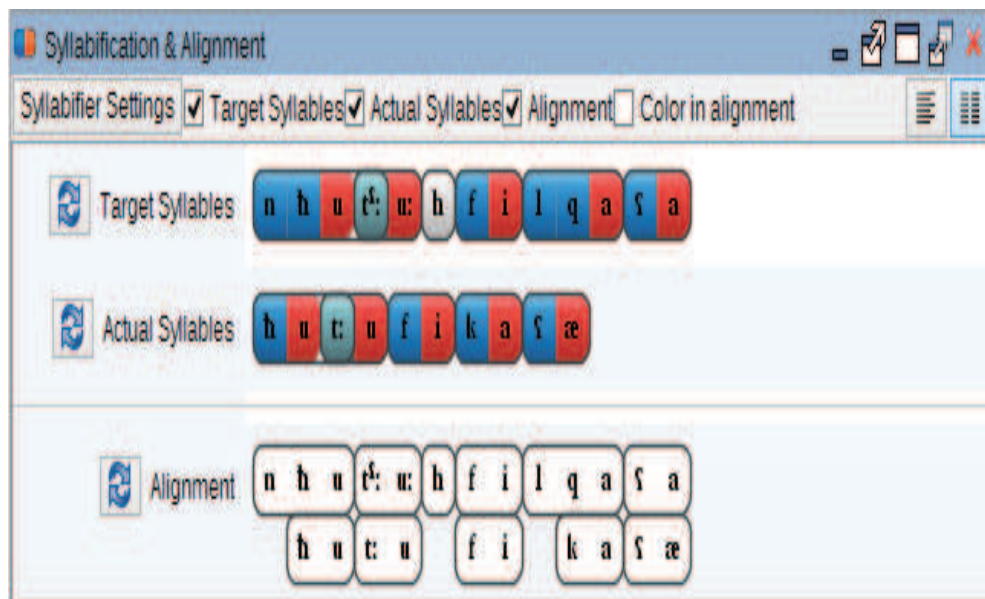 Syllabification & Alignment
Syllabifier Settings Target Syllables Actual Syllables Alignment Color in alignment
Target Syllables n ħ u tˤː uː h f i l q a ʕ a
Actual Syllables ħ u tː u f i k a ʕ æ
Alignment n ħ u tˤː uː h f i l q a ʕ a
ħ u tː u f i k a ʕ æ